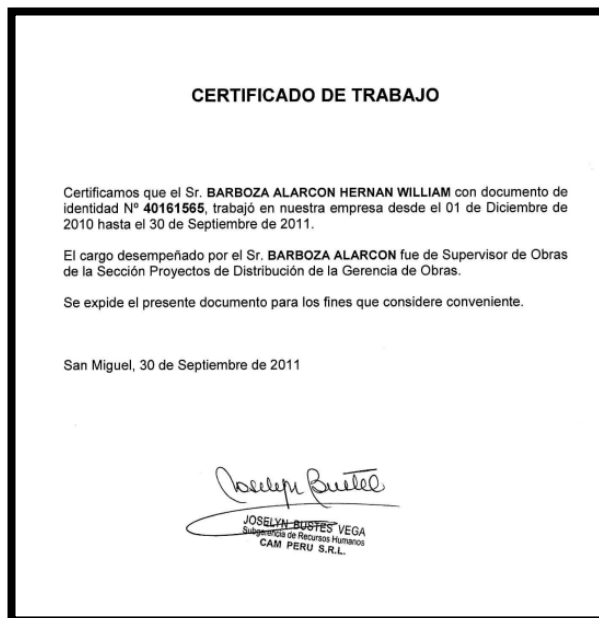 CERTIFICADO DE TRABAJO
Certificamos que el Sr. BARBOZA ALARCON HERNAN WILLIAM con documento de
identidad Nº 40161565, trabajó en nuestra empresa desde el 01 de Diciembre de
2010 hasta el 30 de Septiembre de 2011.
El cargo desempeñado por el Sr. BARBOZA ALARCON fue de Supervisor de Obras
de la Sección Proyectos de Distribución de la Gerencia de Obras.
Se expide el presente documento para los fines que considere conveniente.
San Miguel, 30 de Septiembre de 2011
Joselyn Bustes
JOSELYN BUSTES VEGA
Subgerencia de Recursos Humanos
CAM PERU S.R.L.